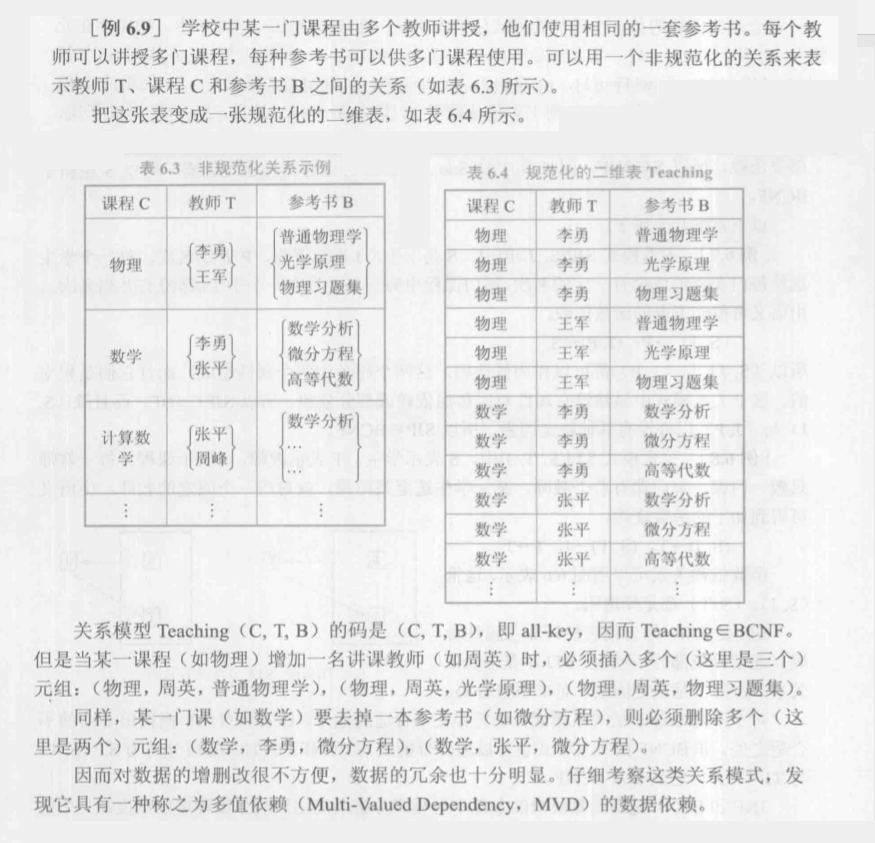 [例 6.9] 学校中某一门课程由多个教师讲授，他们使用相同的一套参考书。每个教
师可以讲授多门课程，每种参考书可以供多门课程使用。可以用一个非规范化的关系来表
示教师 T、课程 C 和参考书 B 之间的关系（如表 6.3 所示）。
把这张表变成一张规范化的二维表，如表 6.4 所示。
表 6.3 非规范化关系示例
课程 C 教师 T 参考书 B
物理 李勇 王军 普通物理学 光学原理 物理习题集
数学 李勇 张平 数学分析 微分方程 高等代数
计算数学 张平 周峰 数学分析 …
⋮ ⋮ ⋮
表 6.4 规范化的二维表 Teaching
课程 C 教师 T 参考书 B
物理 李勇 普通物理学
物理 李勇 光学原理
物理 李勇 物理习题集
物理 王军 普通物理学
物理 王军 光学原理
物理 王军 物理习题集
数学 李勇 数学分析
数学 李勇 微分方程
数学 李勇 高等代数
数学 张平 数学分析
数学 张平 微分方程
数学 张平 高等代数
⋮ ⋮ ⋮
关系模型 Teaching（C, T, B）的码是（C, T, B），即 all-key，因而 Teaching∈BCNF。
但是当某一课程（如物理）增加一名讲课教师（如周英）时，必须插入多个（这里是三个）
元组：（物理，周英，普通物理学），（物理，周英，光学原理），（物理，周英，物理习题集）。
同样，某一门课（如数学）要去掉一本参考书（如微分方程），则必须删除多个（这
里是两个）元组：（数学，李勇，微分方程），（数学，张平，微分方程）。
因而对数据的增删改很不方便，数据的冗余也十分明显。仔细考察这类关系模式，发
现它具有一种称之为多值依赖（Multi-Valued Dependency，MVD）的数据依赖。